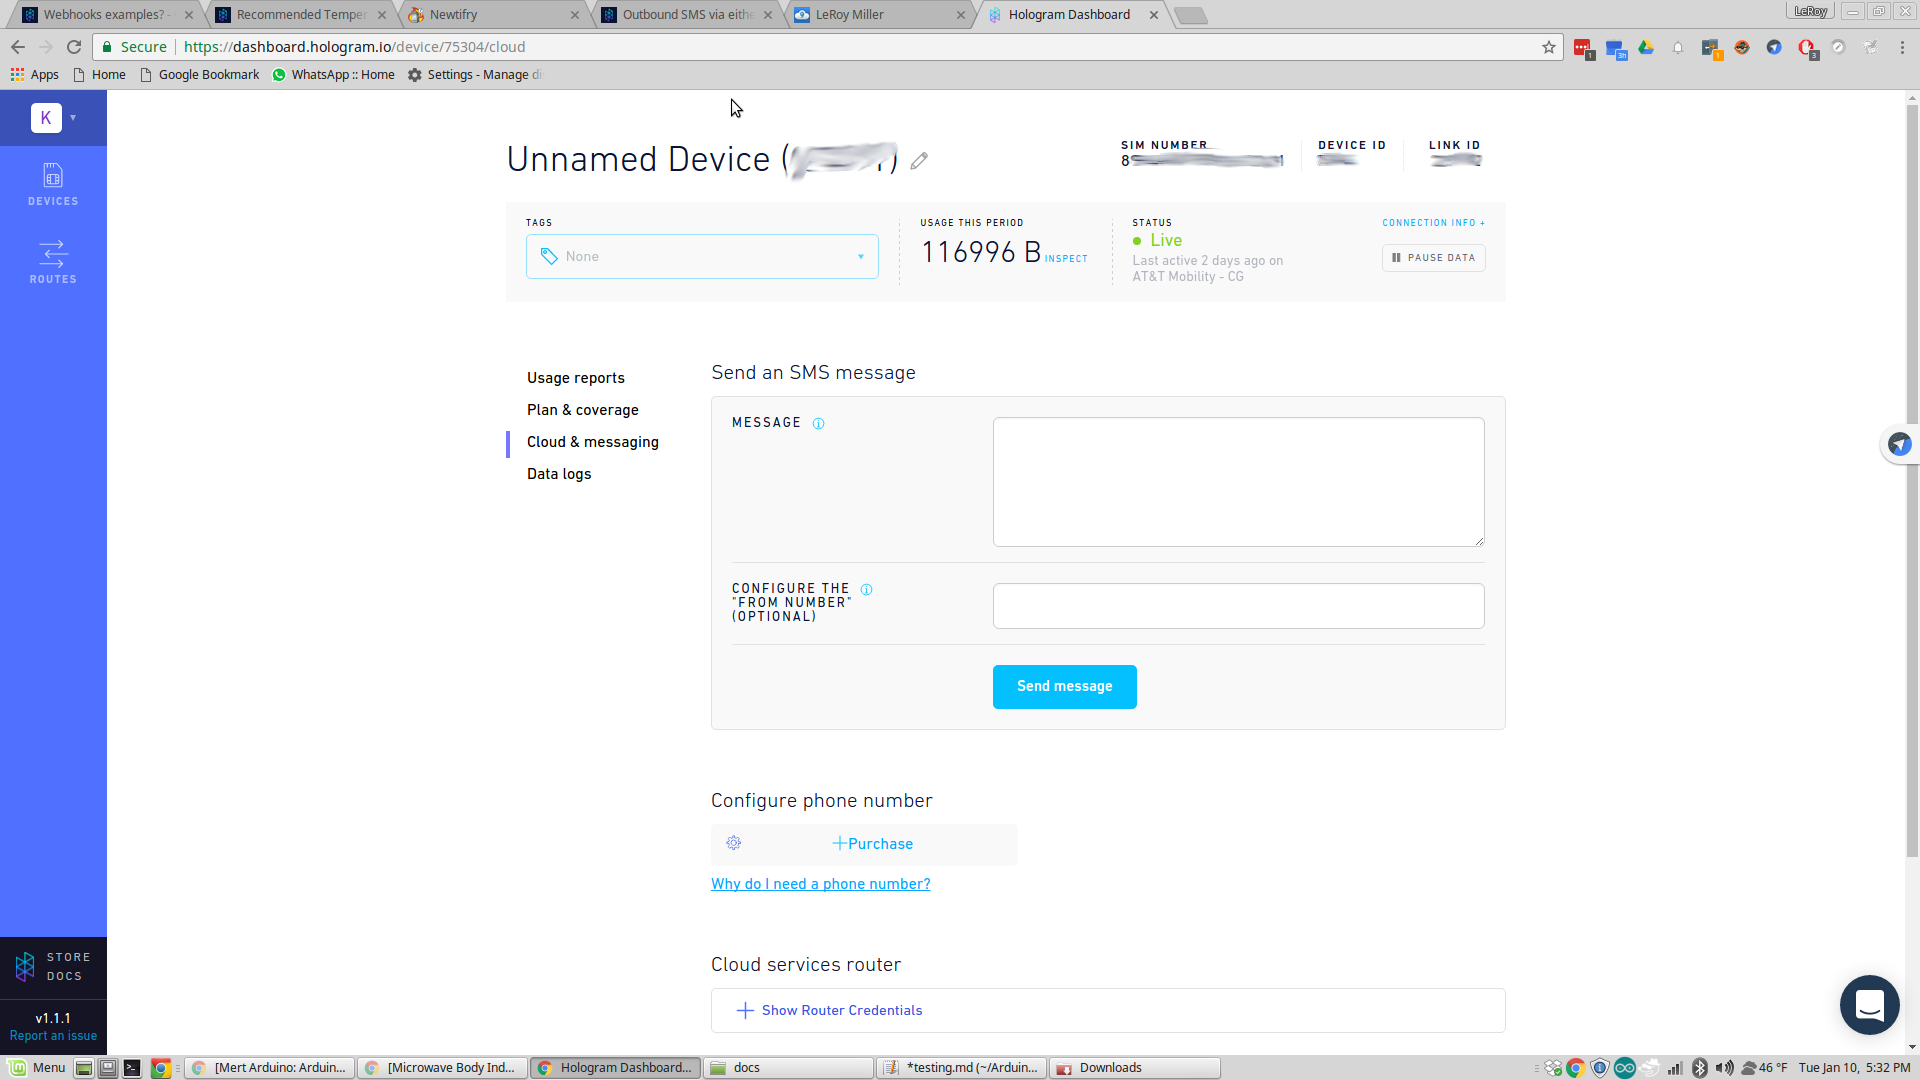 Webhooks examples? -
Recommended Temper
Newtifry
Outbound SMS via eithe
LeRoy Miller
Hologram Dashboard
LeRoy
Secure
https://dashboard.hologram.io/device/75304/cloud
Apps
Home
Google Bookmark
WhatsApp :: Home
Settings - Manage di
K
DEVICES
ROUTES
Unnamed Device (
SIM NUMBER
8
DEVICE ID
LINK ID
TAGS
None
USAGE THIS PERIOD
116996 B INSPECT
STATUS
Live
Last active 2 days ago on
AT&T Mobility - CG
CONNECTION INFO +
PAUSE DATA
Usage reports
Plan & coverage
Cloud & messaging
Data logs
Send an SMS message
MESSAGE
CONFIGURE THE
"FROM NUMBER"
(OPTIONAL)
Send message
Configure phone number
+Purchase
Why do I need a phone number?
Cloud services router
+ Show Router Credentials
STORE
DOCS
v1.1.1
Report an issue
Menu
[Mert Arduino: Arduin...
[Microwave Body Ind...
Hologram Dashboard...
docs
*testing.md (~/Arduin...
Downloads
46 °F
Tue Jan 10, 5:32 PM